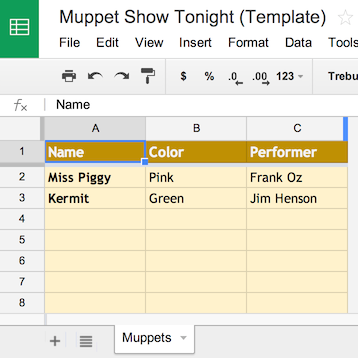 Muppet Show Tonight (Template)
File Edit View Insert Format Data Tools
$ % .0 .00 123 Trebu
fx Name
A B C
1 Name Color Performer
2 Miss Piggy Pink Frank Oz
3 Kermit Green Jim Henson
4
5
6
7
8
+ Muppets